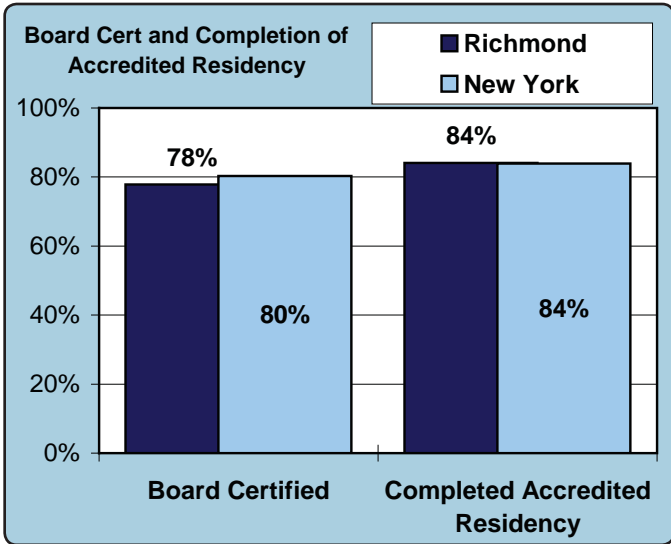 Board Cert and Completion of
Accredited Residency
Richmond
New York
100%
80%
60%
40%
20%
0%
78%
80%
84%
84%
Board Certified
Completed Accredited
Residency